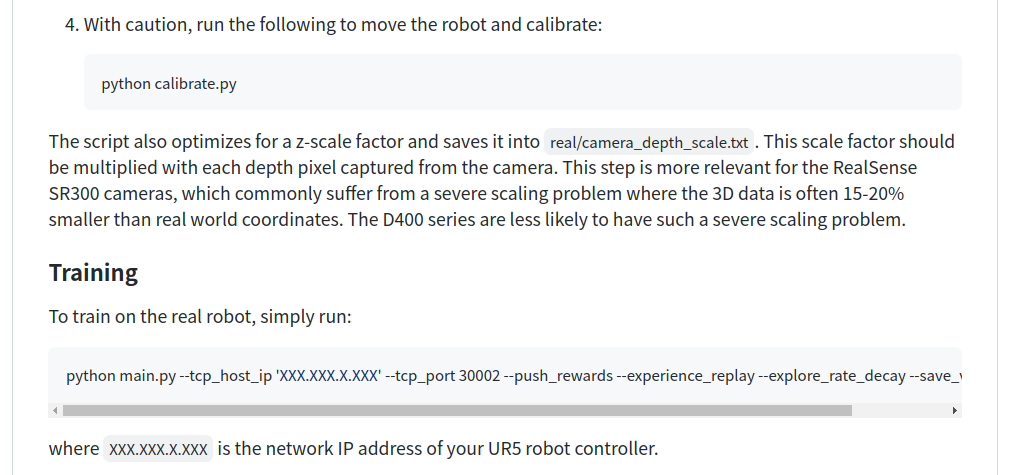 4. With caution, run the following to move the robot and calibrate:
python calibrate.py
The script also optimizes for a z-scale factor and saves it into real/camera_depth_scale.txt . This scale factor should
be multiplied with each depth pixel captured from the camera. This step is more relevant for the RealSense
SR300 cameras, which commonly suffer from a severe scaling problem where the 3D data is often 15-20%
smaller than real world coordinates. The D400 series are less likely to have such a severe scaling problem.
Training
To train on the real robot, simply run:
python main.py --tcp_host_ip 'XXX.XXX.X.XXX' --tcp_port 30002 --push_rewards --experience_replay --explore_rate_decay --save_
where XXX.XXX.X.XXX is the network IP address of your UR5 robot controller.